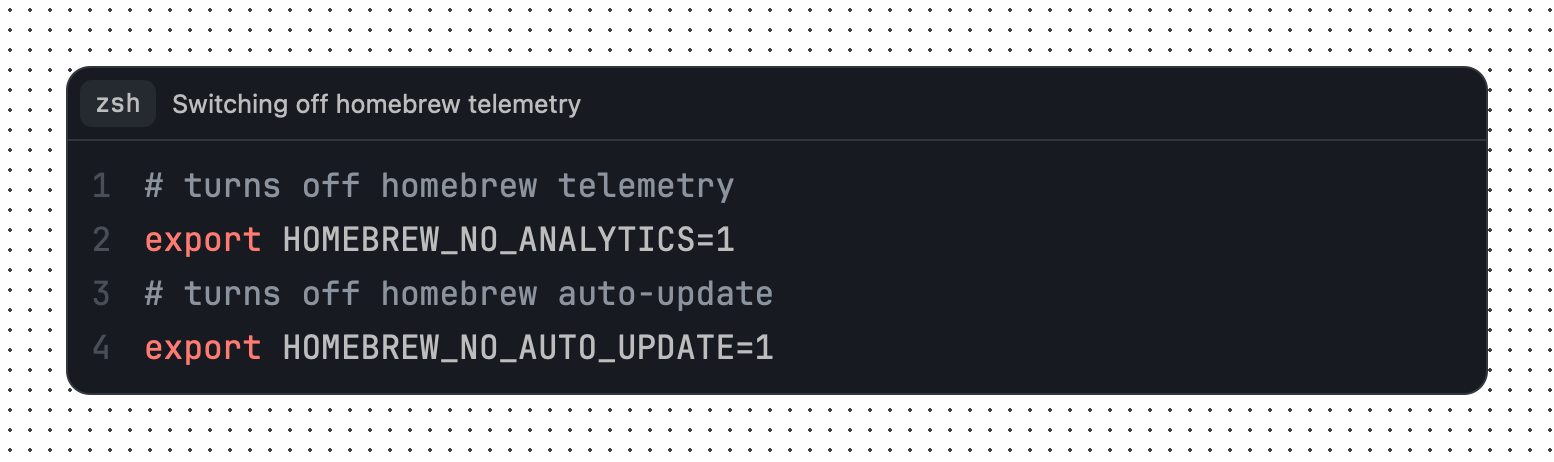 zsh Switching off homebrew telemetry
1 # turns off homebrew telemetry
2 export HOMEBREW_NO_ANALYTICS=1
3 # turns off homebrew auto-update
4 export HOMEBREW_NO_AUTO_UPDATE=1